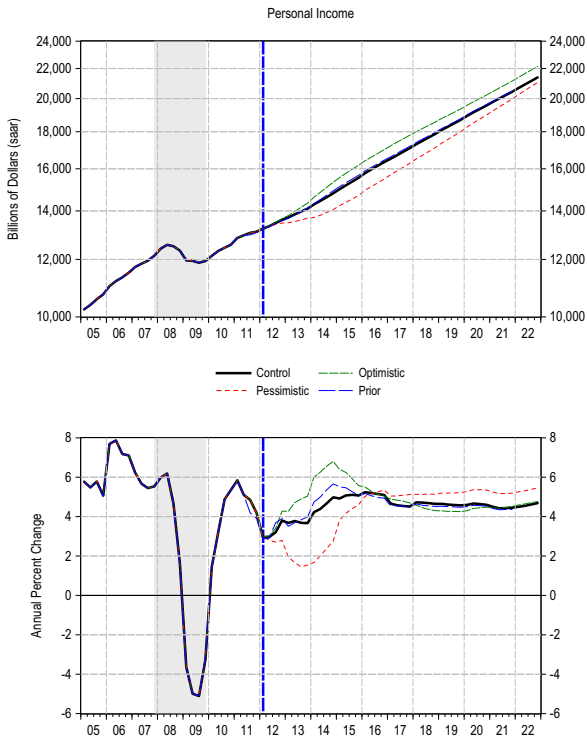 Personal Income
24,000 24,000
22,000 22,000
20,000 20,000
18,000 18,000
16,000 16,000
14,000 14,000
12,000 12,000
10,000 10,000
Billions of Dollars (saar)
05 06 07 08 09 10 11 12 13 14 15 16 17 18 19 20 21 22
Control Optimistic
Pessimistic Prior
8 8
6 6
4 4
2 2
0 0
-2 -2
-4 -4
-6 -6
Annual Percent Change
05 06 07 08 09 10 11 12 13 14 15 16 17 18 19 20 21 22